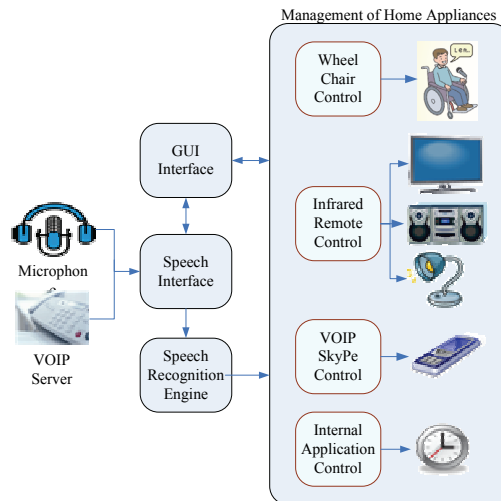 Management of Home Appliances
Wheel
Chair
Control
GUI
Interface
Infrared
Remote
Control
Microphon
Speech
Interface
VOIP
Server
Speech
Recognition
Engine
VOIP
SkyPe
Control
Internal
Application
Control